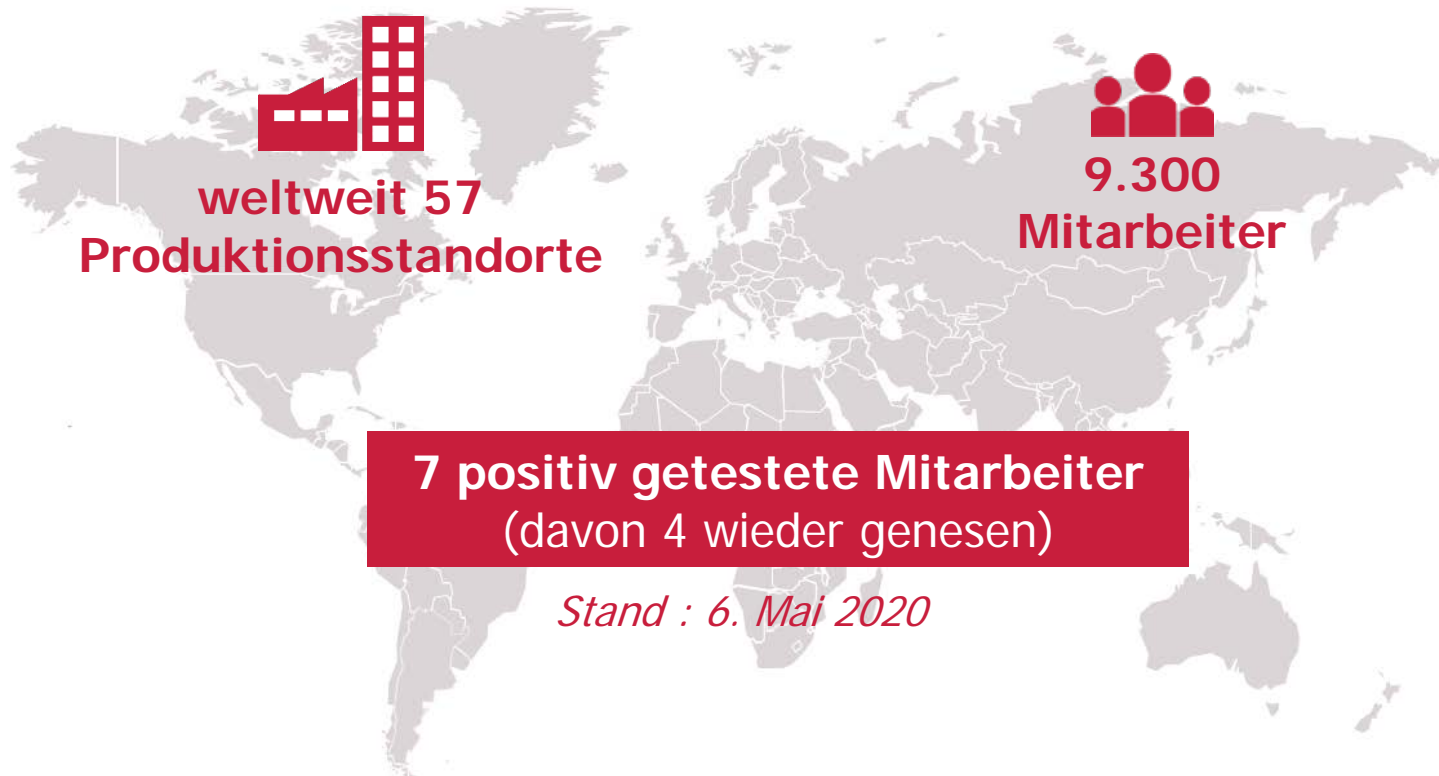 weltweit 57
Produktionsstandorte
9.300
Mitarbeiter
7 positiv getestete Mitarbeiter
(davon 4 wieder genesen)
Stand : 6. Mai 2020